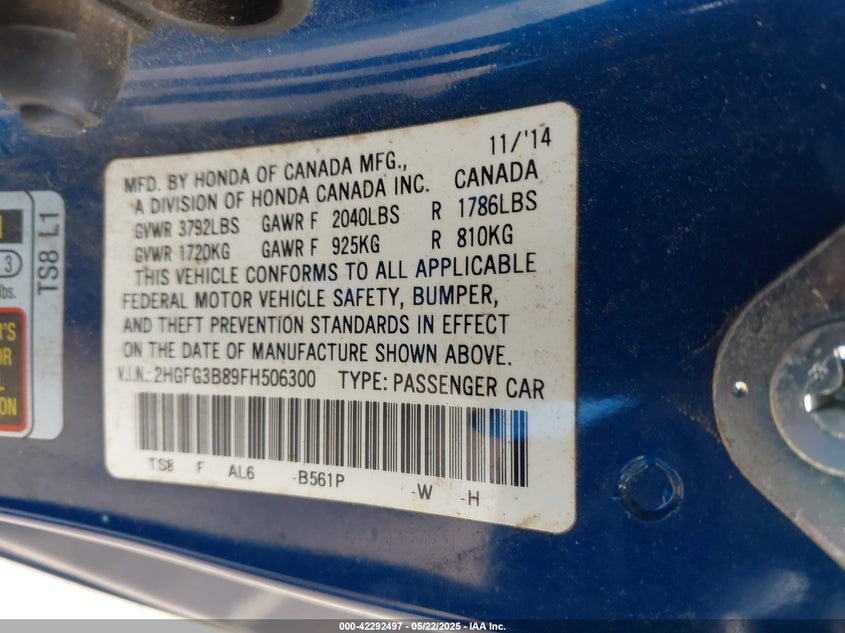 11/'14
MFD. BY HONDA OF CANADA MFG.,
A DIVISION OF HONDA CANADA INC. CANADA
GVWR 3792LBS GAWR F 2040LBS R 1786LBS
GVWR 1720KG GAWR F 925KG R 810KG
THIS VEHICLE CONFORMS TO ALL APPLICABLE
FEDERAL MOTOR VEHICLE SAFETY, BUMPER,
AND THEFT PREVENTION STANDARDS IN EFFECT
ON THE DATE OF MANUFACTURE SHOWN ABOVE.
V.I.N.: 2HGFG3B89FH506300 TYPE: PASSENGER CAR
TS8 F AL6 -B561P -W -H
TS8 L1
3
lbs.
000-42292497 - 05/22/2025 - IAA Inc.